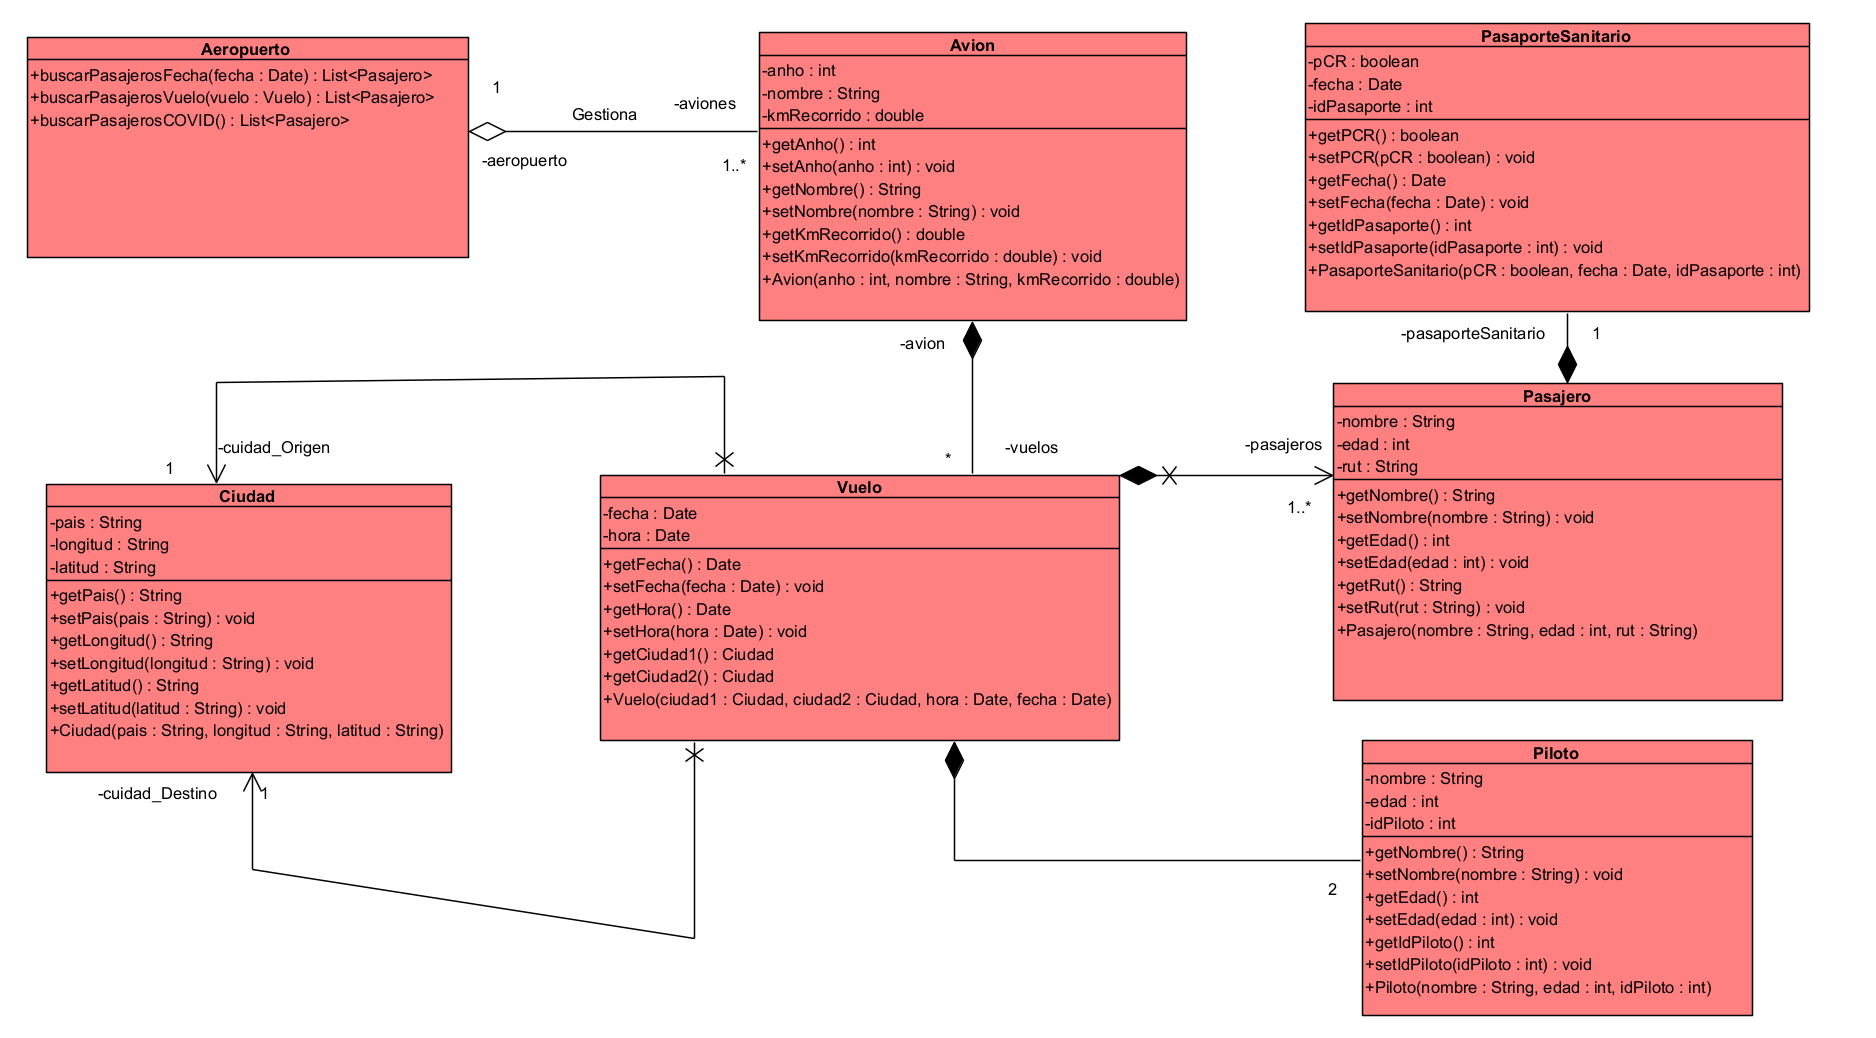 Aeropuerto
+buscarPasajerosFecha(fecha : Date) : List<Pasajero>
+buscarPasajerosVuelo(vuelo : Vuelo) : List<Pasajero>
+buscarPasajerosCOVID() : List<Pasajero>
1
Gestiona
-aviones
-aeropuerto
1..*
Avion
-anho : int
-nombre : String
-kmRecorrido : double
+getAnho() : int
+setAnho(anho : int) : void
+getNombre() : String
+setNombre(nombre : String) : void
+getKmRecorrido() : double
+setKmRecorrido(kmRecorrido : double) : void
+Avion(anho : int, nombre : String, kmRecorrido : double)
PasaporteSanitario
-pCR : boolean
-fecha : Date
-idPasaporte : int
+getPCR() : boolean
+setPCR(pCR : boolean) : void
+getFecha() : Date
+setFecha(fecha : Date) : void
+getIdPasaporte() : int
+setIdPasaporte(idPasaporte : int) : void
+PasaporteSanitario(pCR : boolean, fecha : Date, idPasaporte : int)
-avion
-pasaporteSanitario
1
-cuidad_Origen
1
*
-vuelos
-pasajeros
1..*
Ciudad
-pais : String
-longitud : String
-latitud : String
+getPais() : String
+setPais(pais : String) : void
+getLongitud() : String
+setLongitud(longitud : String) : void
+getLatitud() : String
+setLatitud(latitud : String) : void
+Ciudad(pais : String, longitud : String, latitud : String)
Vuelo
-fecha : Date
-hora : Date
+getFecha() : Date
+setFecha(fecha : Date) : void
+getHora() : Date
+setHora(hora : Date) : void
+getCiudad1() : Ciudad
+getCiudad2() : Ciudad
+Vuelo(ciudad1 : Ciudad, ciudad2 : Ciudad, hora : Date, fecha : Date)
Pasajero
-nombre : String
-edad : int
-rut : String
+getNombre() : String
+setNombre(nombre : String) : void
+getEdad() : int
+setEdad(edad : int) : void
+getRut() : String
+setRut(rut : String) : void
+Pasajero(nombre : String, edad : int, rut : String)
-cuidad_Destino
1
2
Piloto
-nombre : String
-edad : int
-idPiloto : int
+getNombre() : String
+setNombre(nombre : String) : void
+getEdad() : int
+setEdad(edad : int) : void
+getIdPiloto() : int
+setIdPiloto(idPiloto : int) : void
+Piloto(nombre : String, edad : int, idPiloto : int)